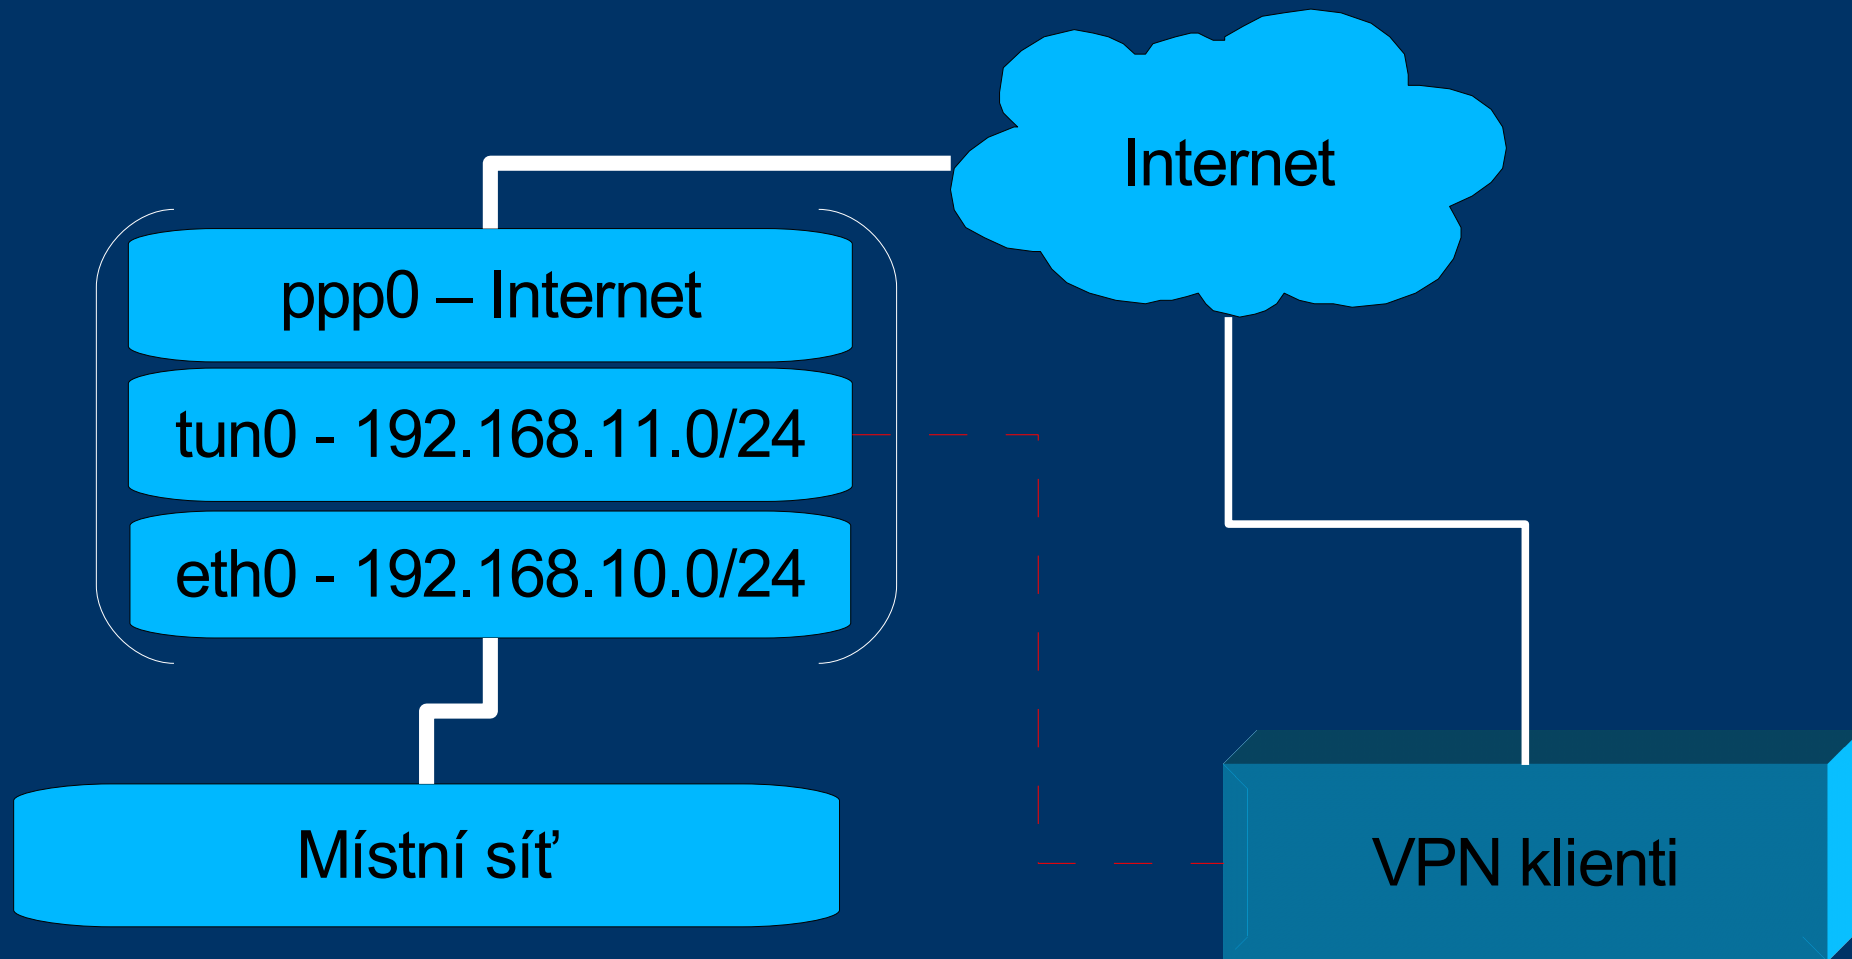 Internet
ppp0 – Internet
tun0 - 192.168.11.0/24
eth0 - 192.168.10.0/24
Místní síť
VPN klienti